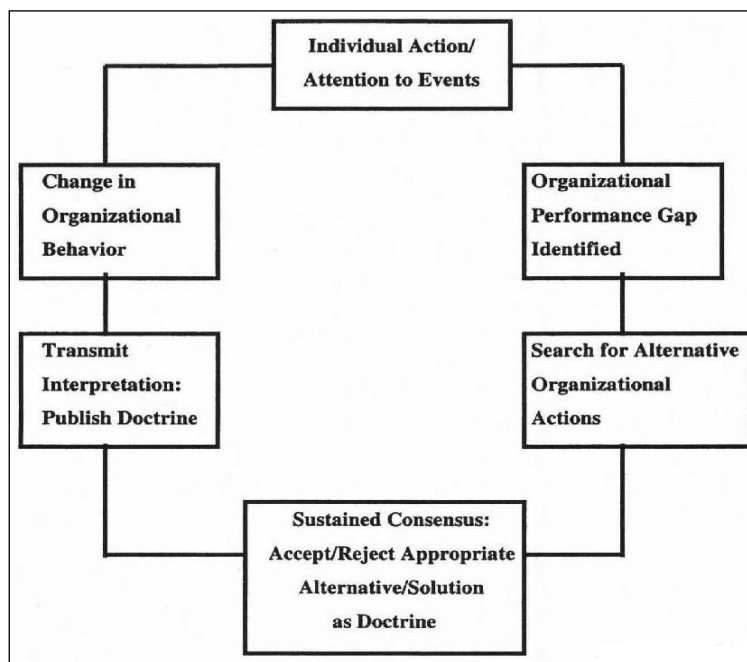 Individual Action/
Attention to Events
Change in
Organizational
Behavior
Organizational
Performance Gap
Identified
Transmit
Interpretation:
Publish Doctrine
Search for Alternative
Organizational
Actions
Sustained Consensus:
Accept/Reject Appropriate
Alternative/Solution
as Doctrine